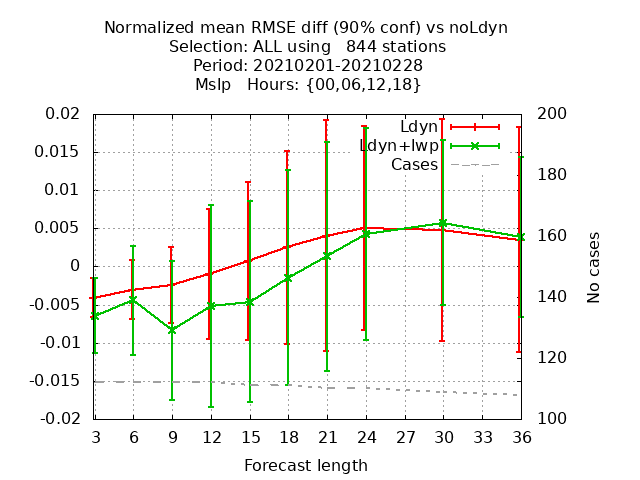 Normalized mean RMSE diff (90% conf) vs noLdyn
Selection: ALL using   844 stations
Period: 20210201-20210228
Mslp   Hours: {00,06,12,18}
0.02
0.015
0.01
0.005
0
-0.005
-0.01
-0.015
-0.02
Ldyn
Ldyn+lwp
Cases
200
180
160
140
120
100
No cases
3 6 9 12 15 18 21 24 27 30 33 36
Forecast length